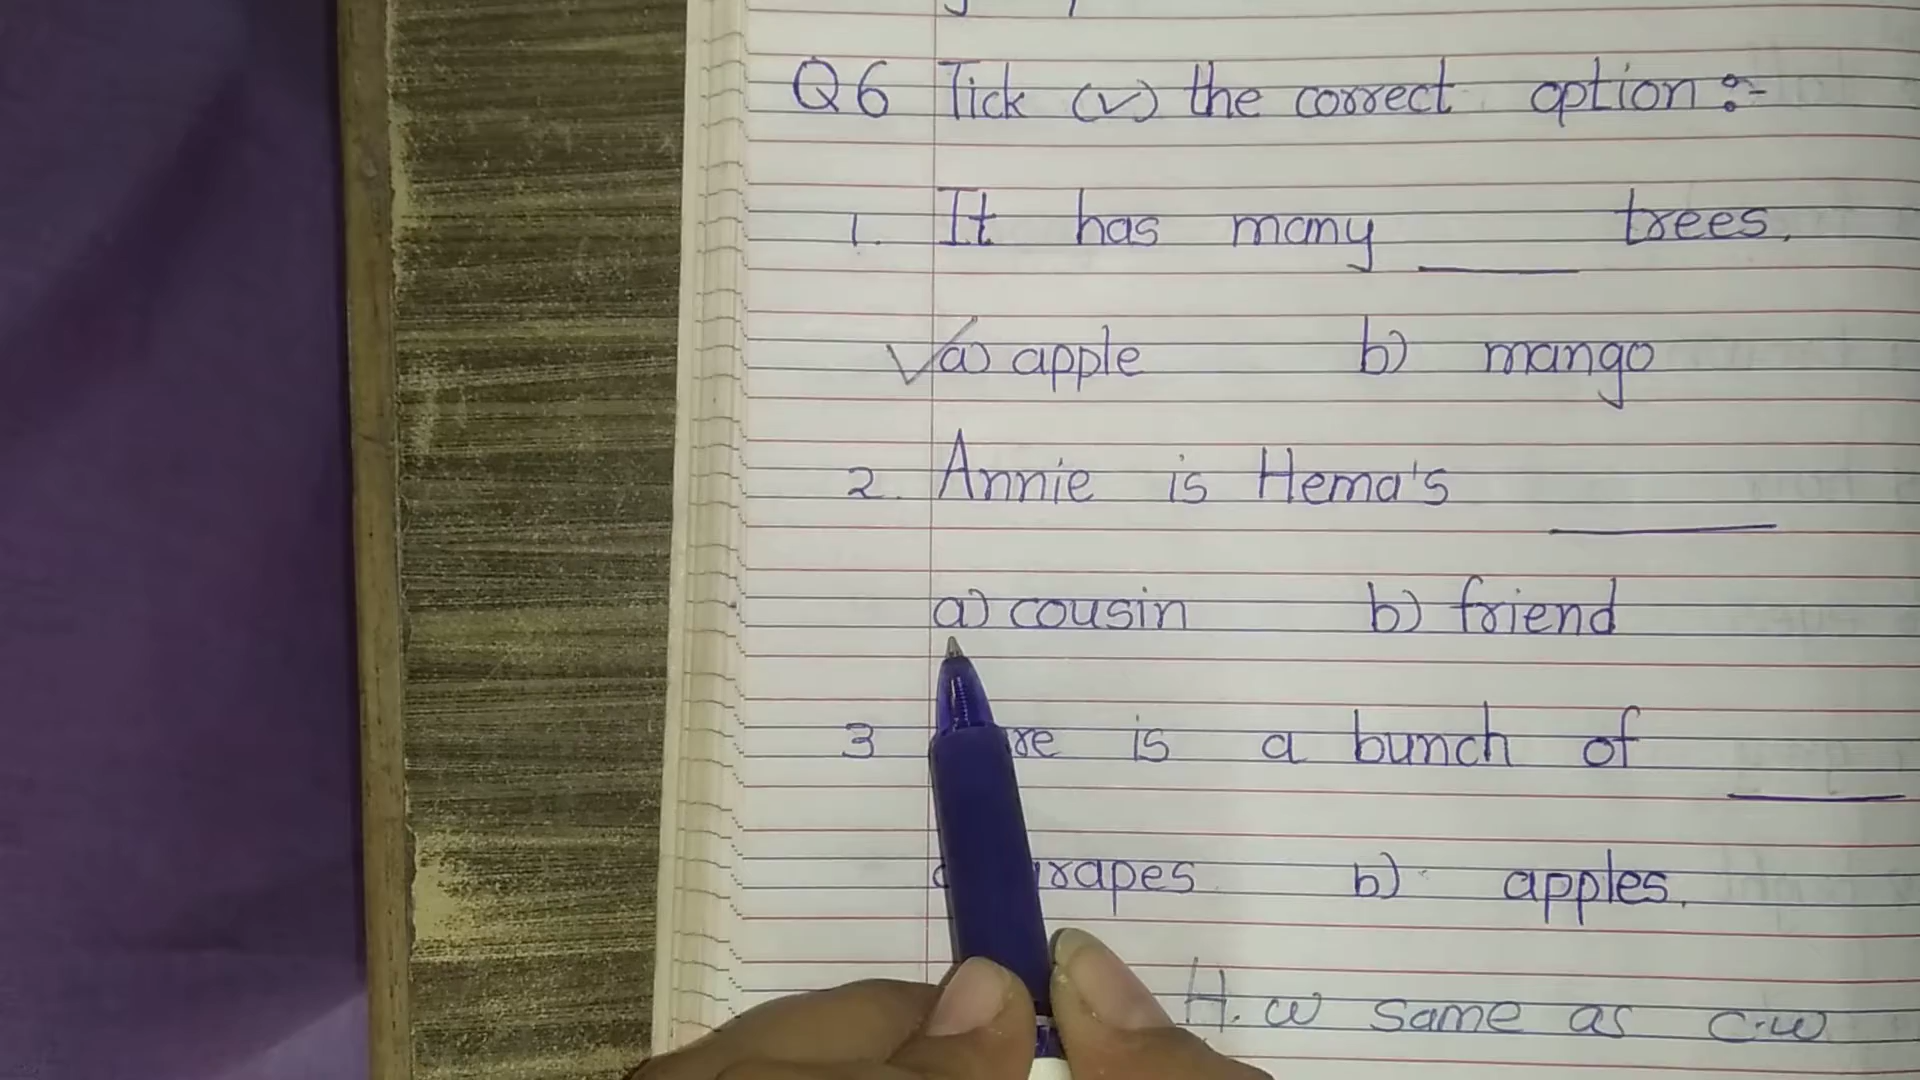 Q6 Tick (✓) the correct option :-
1. It has many ____ trees.
✓ a) apple b) mango
2. Annie is Hema's ____
a) cousin b) friend
3 is a bunch of ____
b) apples.
H.w same as c.w